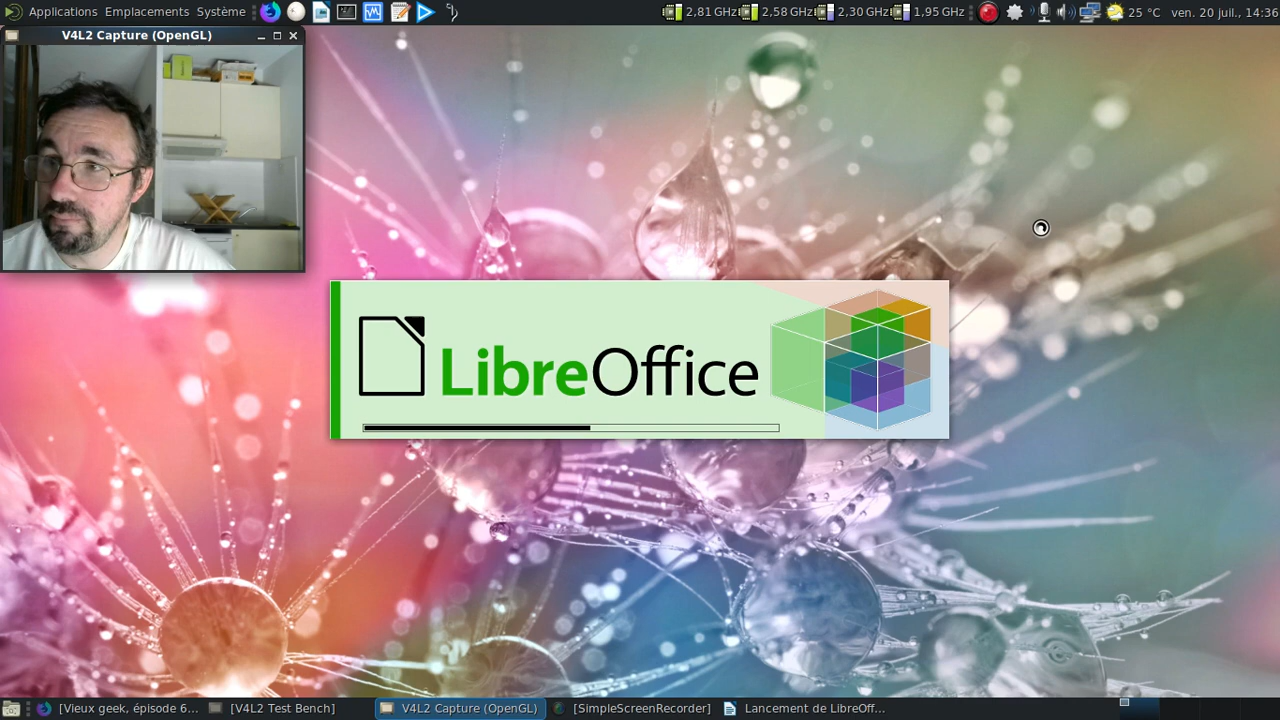 Applications Emplacements Système
2,81 GHz 2,58 GHz 2,30 GHz 1,95 GHz 25 °C ven. 20 juil., 14:36
V4L2 Capture (OpenGL)
LibreOffice
[Vieux geek, épisode 6... [V4L2 Test Bench] V4L2 Capture (OpenGL) [SimpleScreenRecorder] Lancement de LibreOff...